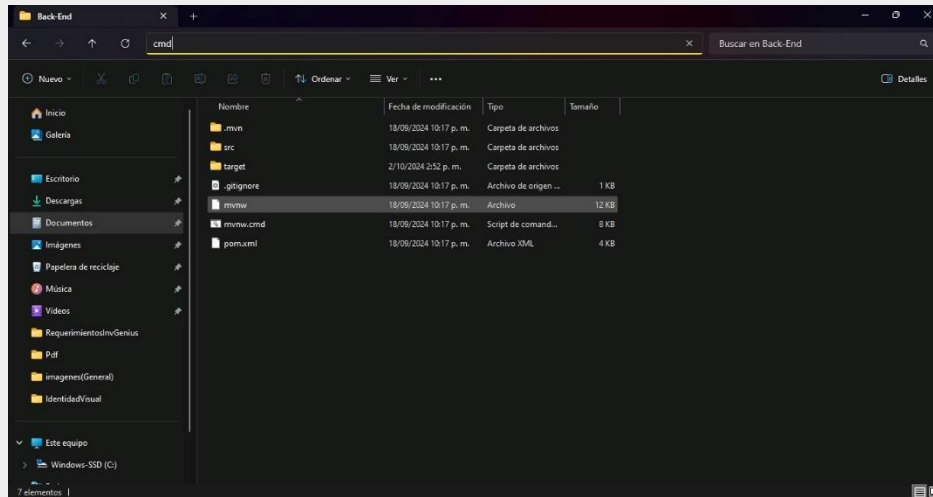 Back-End
cmd
Buscar en Back-End
Nuevo
Ordenar
Ver
Detalles
Inicio
Galería
Escritorio
Descargas
Documentos
Imágenes
Papelera de reciclaje
Música
Vídeos
RequerimientosInvGenius
Pdf
imagenes(General)
IdentidadVisual
Este equipo
Windows-SSD (C:)
Nombre Fecha de modificación Tipo Tamaño
.mvn 18/09/2024 10:17 p. m. Carpeta de archivos
src 18/09/2024 10:17 p. m. Carpeta de archivos
target 2/10/2024 2:52 p. m. Carpeta de archivos
.gitignore 18/09/2024 10:17 p. m. Archivo de origen ... 1 KB
mvnw 18/09/2024 10:17 p. m. Archivo 12 KB
mvnw.cmd 18/09/2024 10:17 p. m. Script de comand... 8 KB
pom.xml 18/09/2024 10:17 p. m. Archivo XML 4 KB
7 elementos